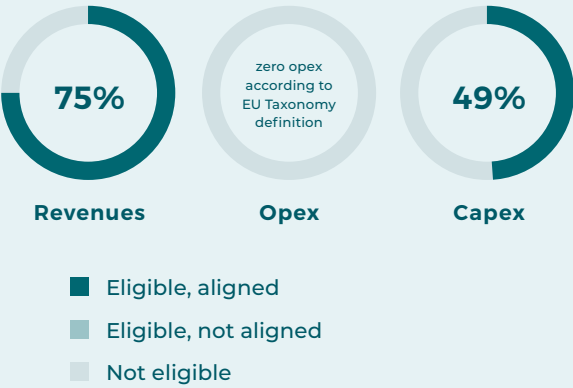 75%
zero opex
according to
EU Taxonomy
definition
49%
Revenues
Opex
Capex
Eligible, aligned
Eligible, not aligned
Not eligible